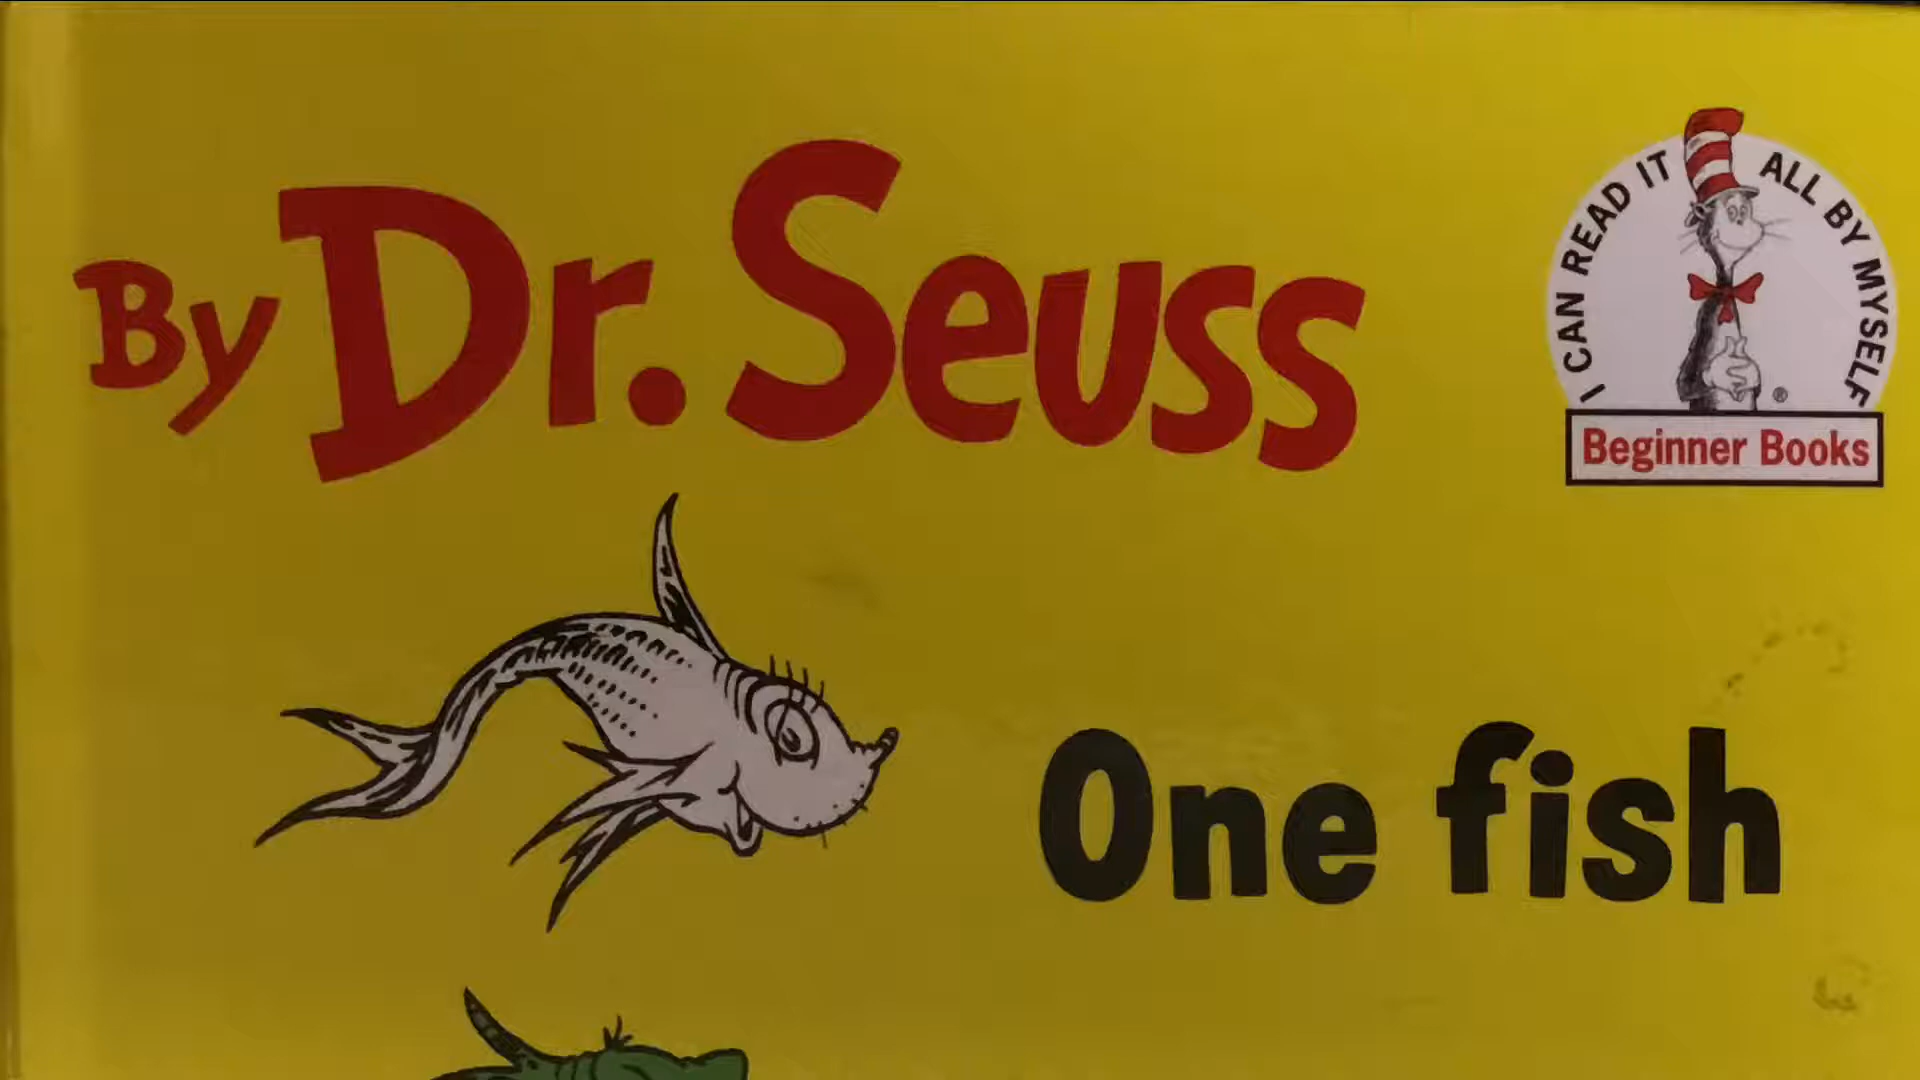 By Dr. Seuss
I CAN READ IT ALL BY MYSELF
®
Beginner Books
One fish